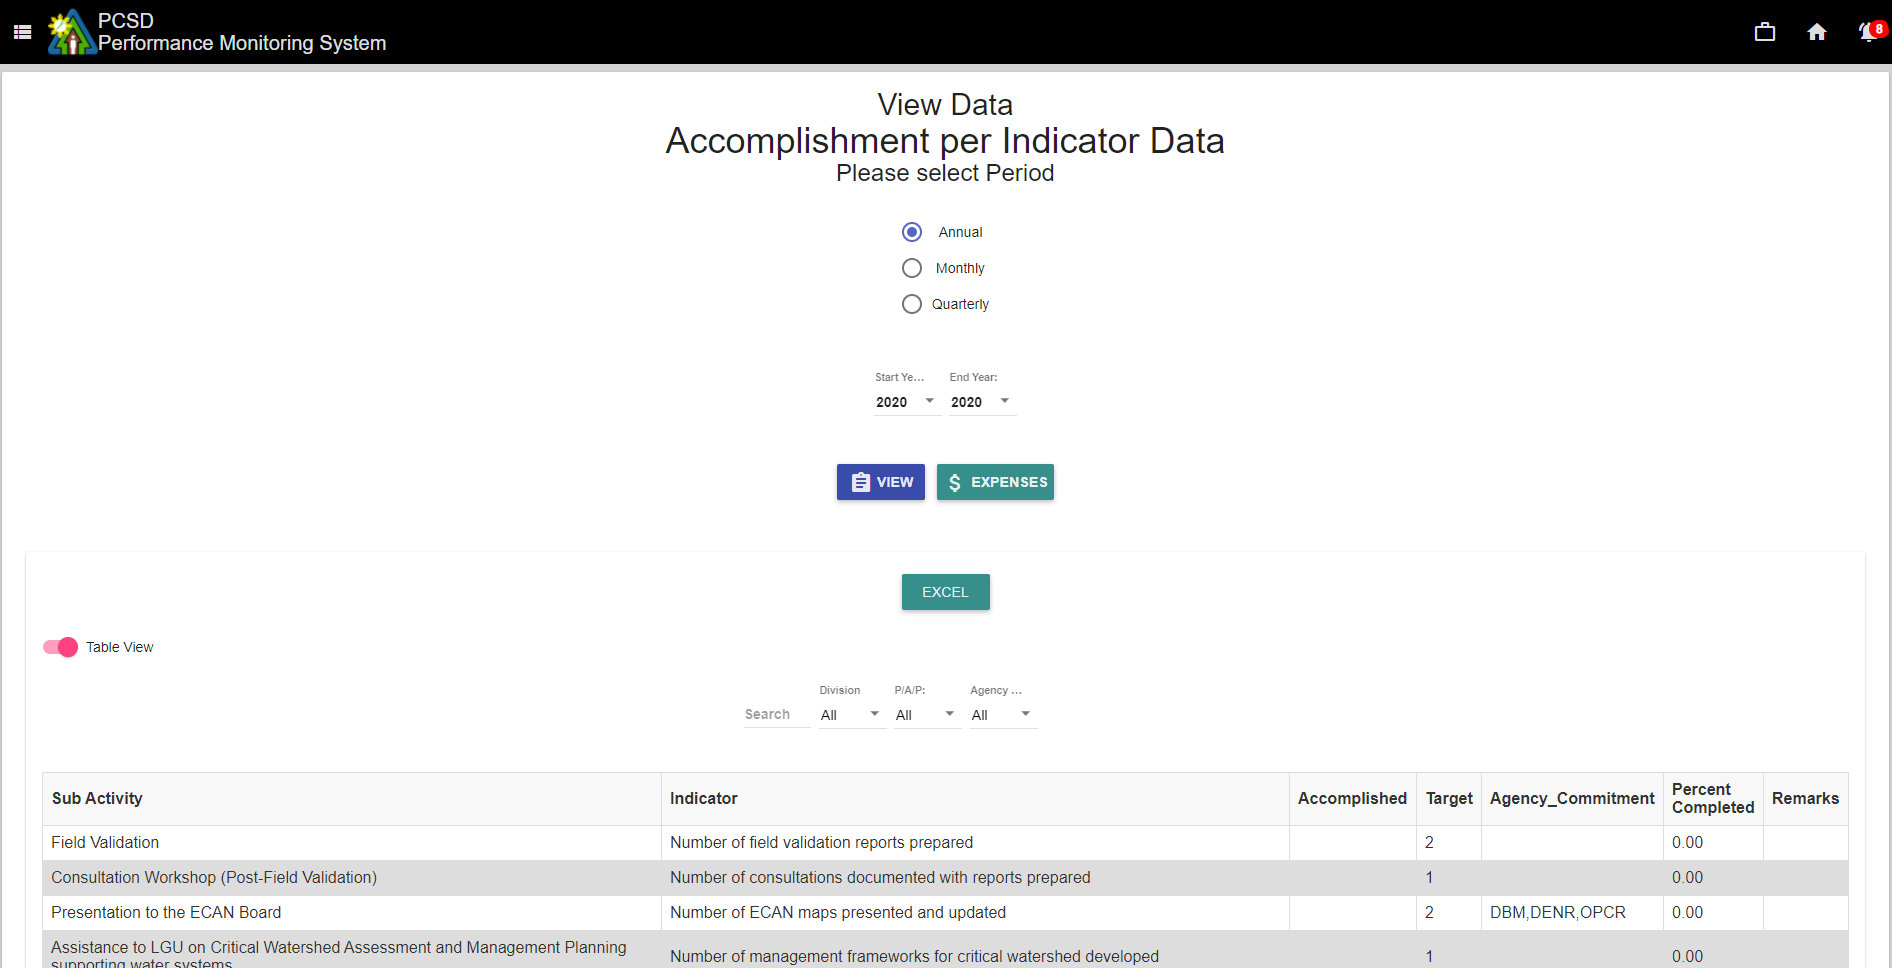 PCSD
Performance Monitoring System
8
View Data
Accomplishment per Indicator Data
Please select Period
Annual
Monthly
Quarterly
Start Ye... End Year:
2020 2020
VIEW $ EXPENSES
EXCEL
Table View
Division P/A/P: Agency ...
Search All All All
Sub Activity Indicator Accomplished Target Agency_Commitment Percent Completed Remarks
Field Validation Number of field validation reports prepared 2 0.00
Consultation Workshop (Post-Field Validation) Number of consultations documented with reports prepared 1 0.00
Presentation to the ECAN Board Number of ECAN maps presented and updated 2 DBM,DENR,OPCR 0.00
Assistance to LGU on Critical Watershed Assessment and Management Planning
supporting water systems Number of management frameworks for critical watershed developed 1 0.00